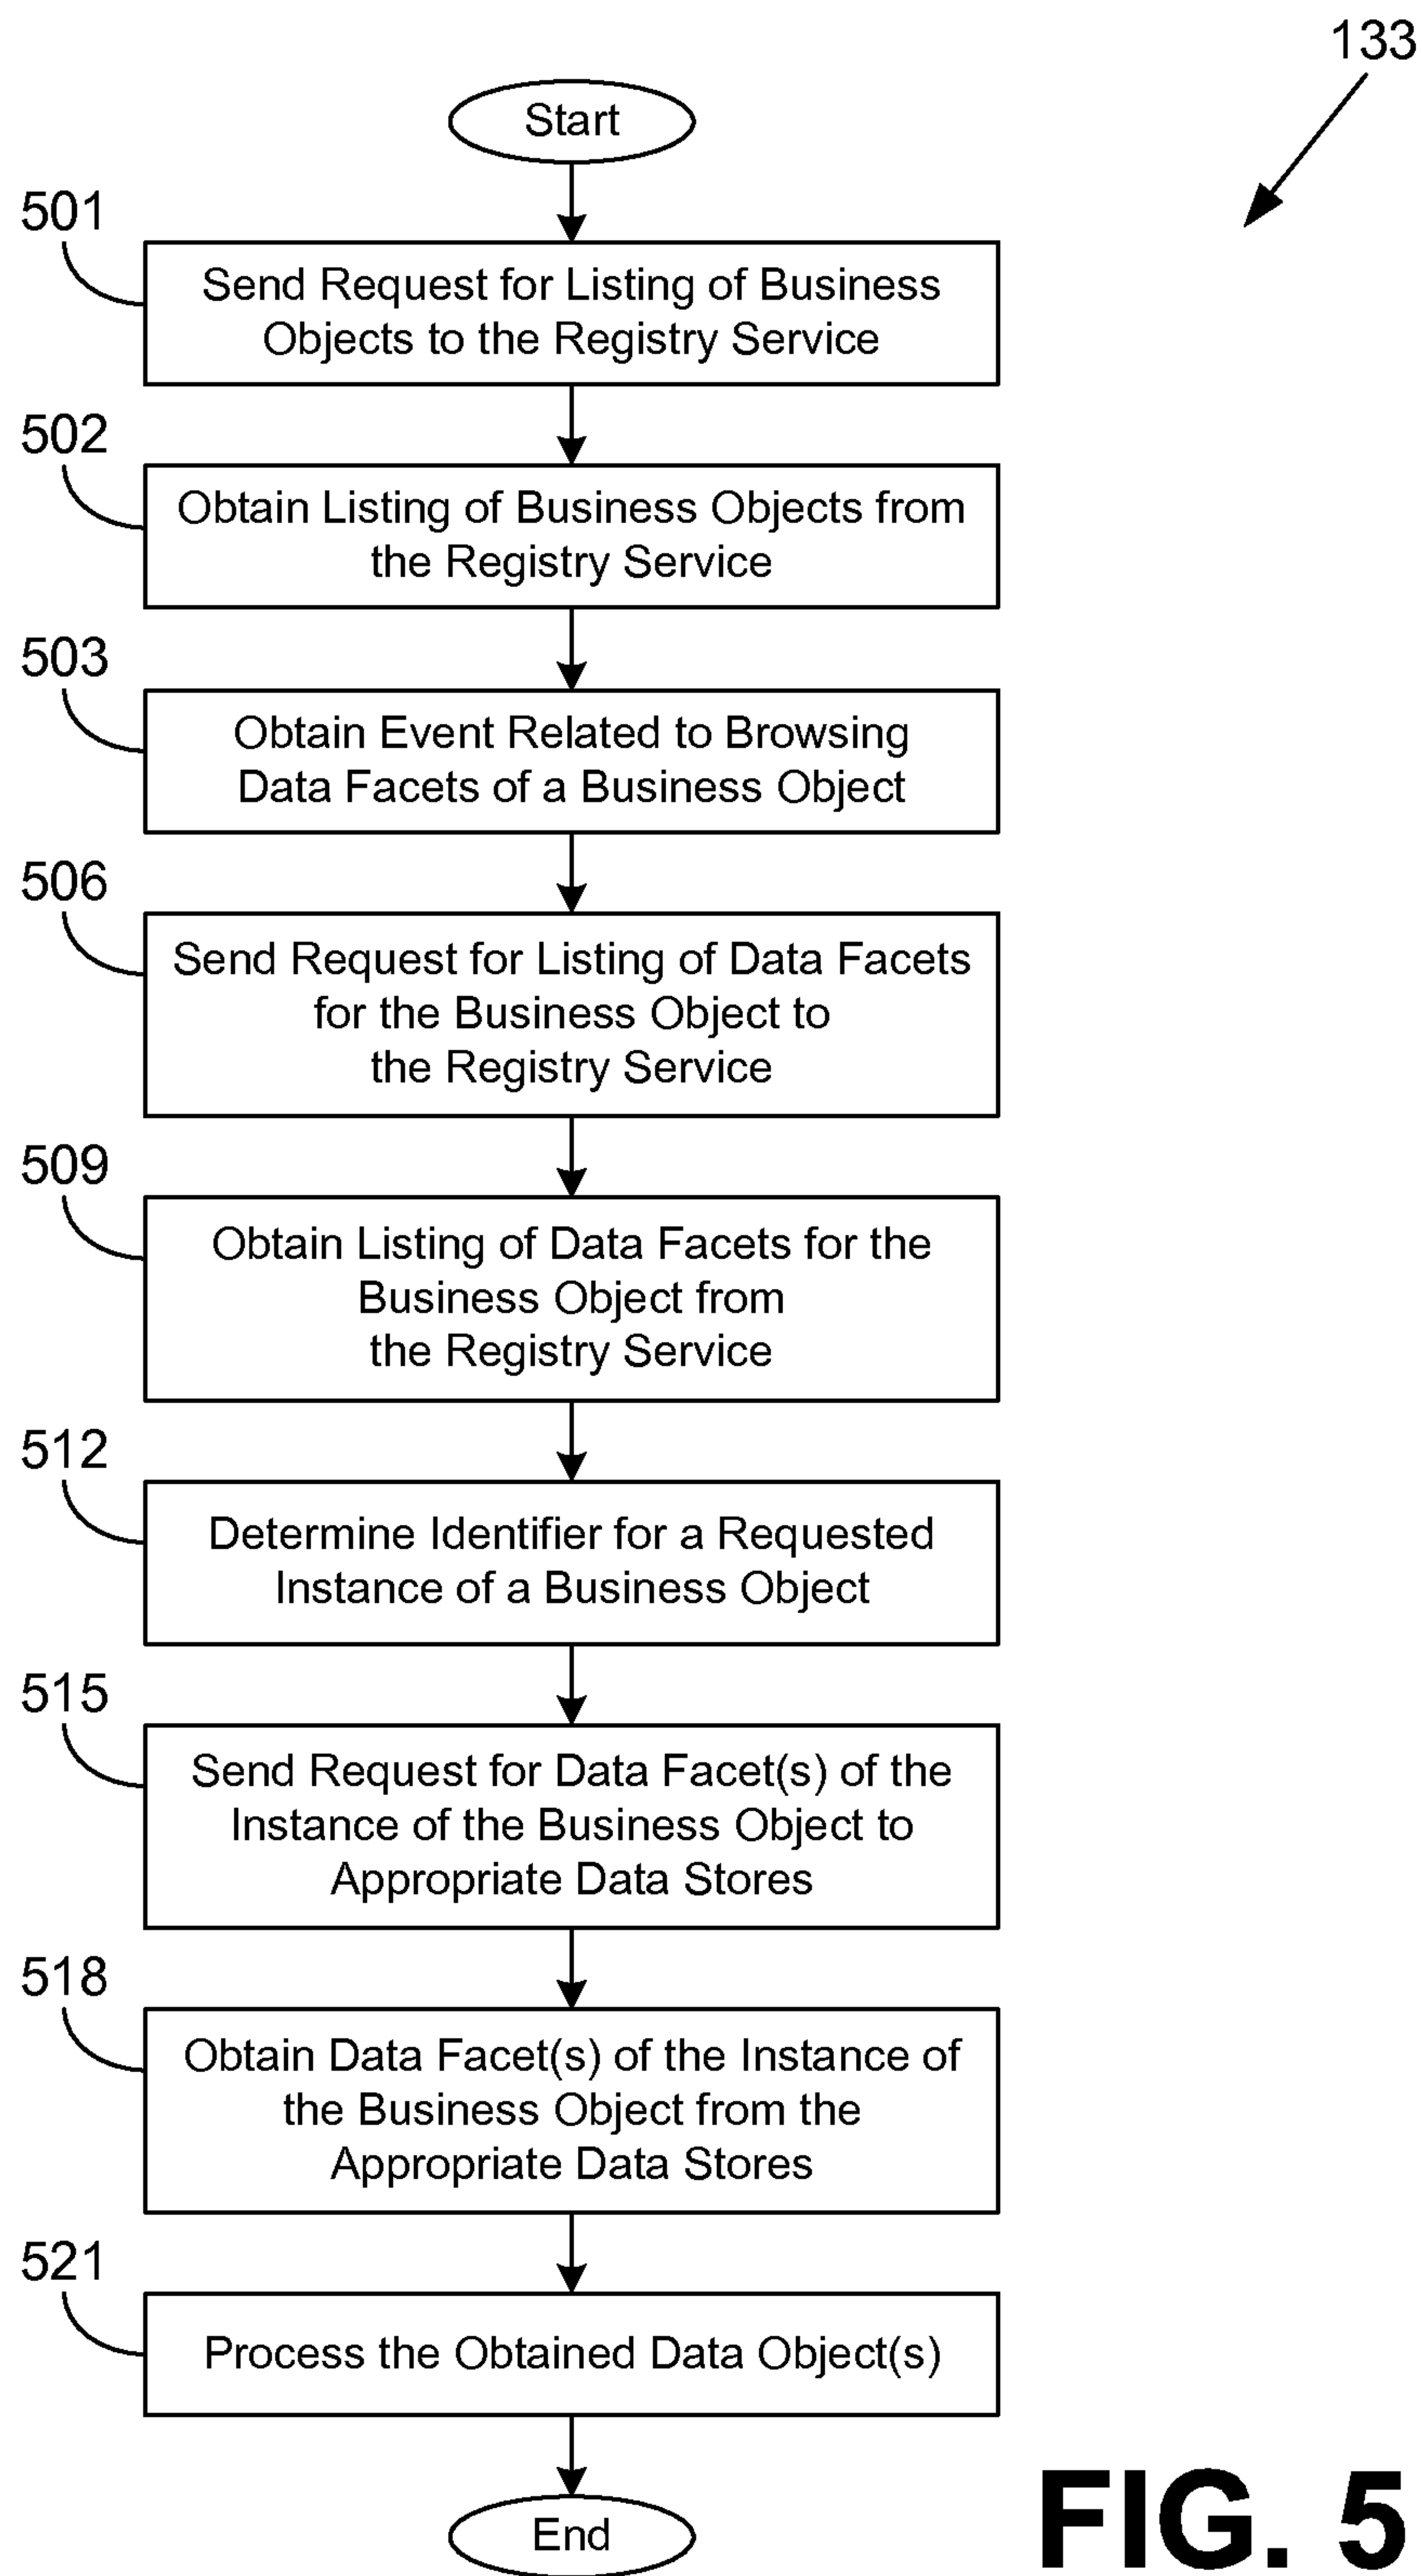 133
Start
501
Send Request for Listing of Business
Objects to the Registry Service
502
Obtain Listing of Business Objects from
the Registry Service
503
Obtain Event Related to Browsing
Data Facets of a Business Object
506
Send Request for Listing of Data Facets
for the Business Object to
the Registry Service
509
Obtain Listing of Data Facets for the
Business Object from
the Registry Service
512
Determine Identifier for a Requested
Instance of a Business Object
515
Send Request for Data Facet(s) of the
Instance of the Business Object to
Appropriate Data Stores
518
Obtain Data Facet(s) of the Instance of
the Business Object from the
Appropriate Data Stores
521
Process the Obtained Data Object(s)
End
FIG. 5